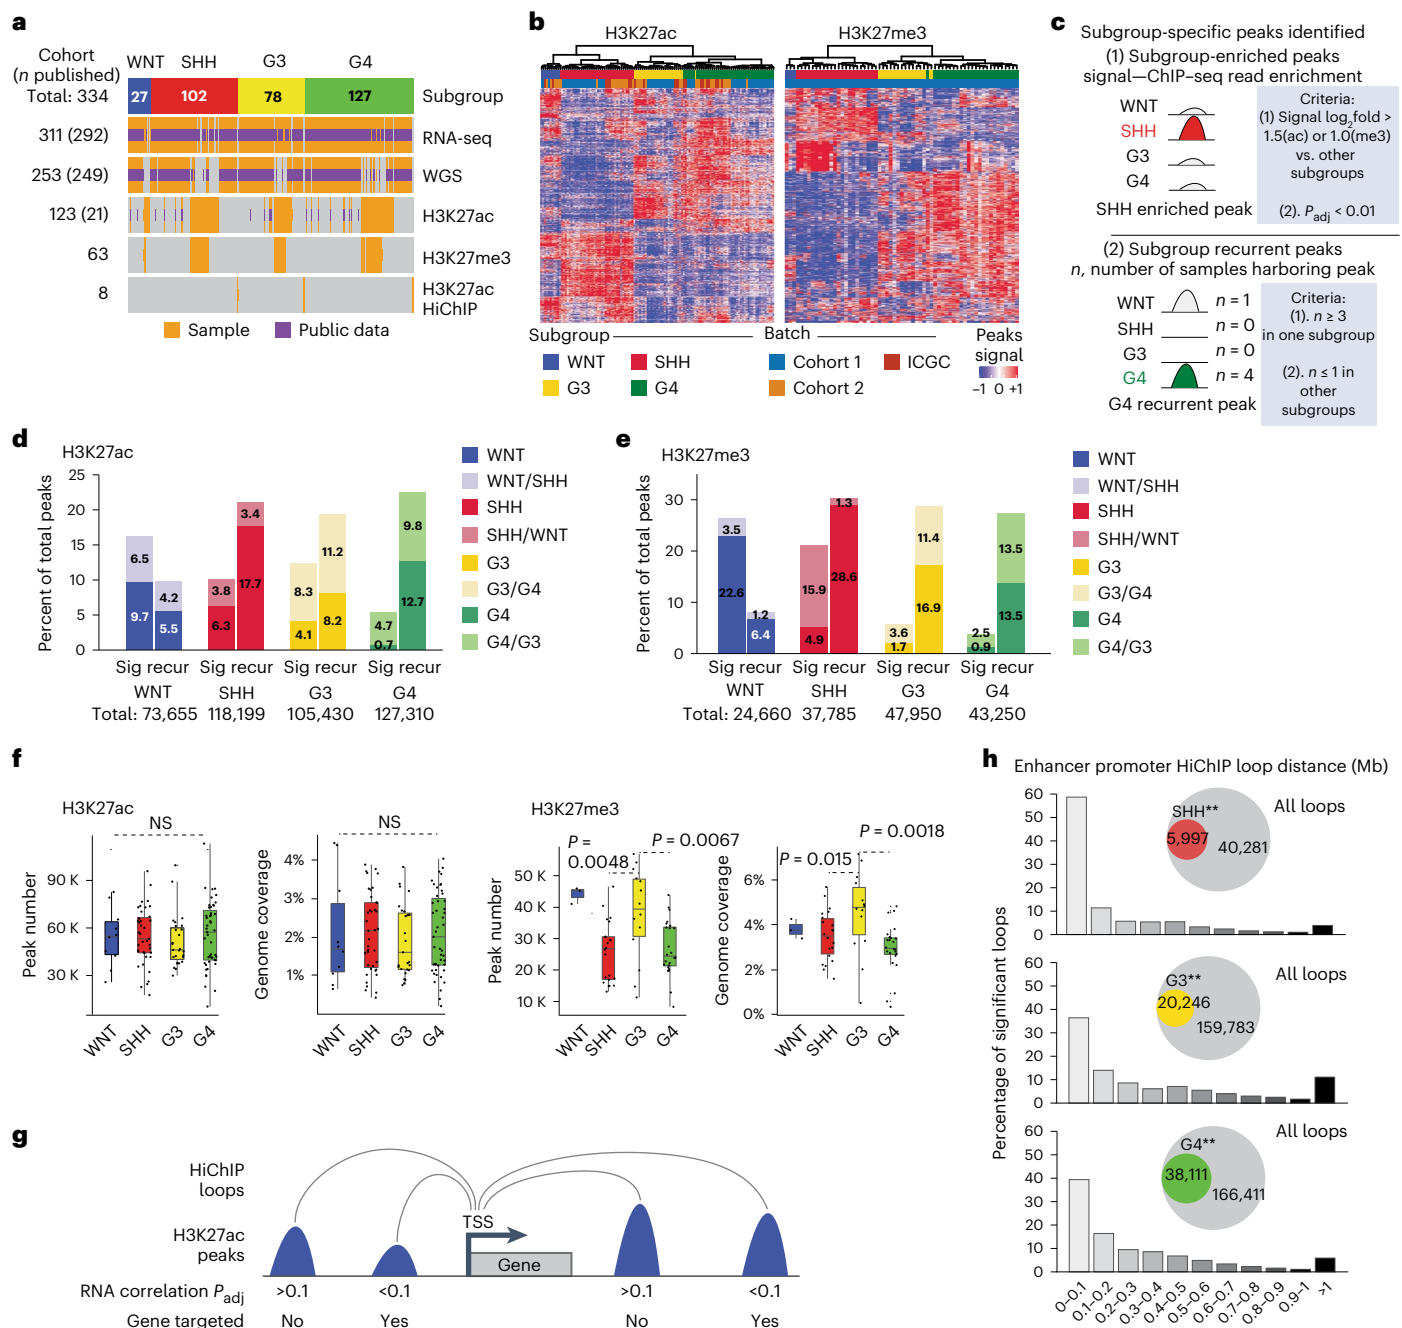 a
Cohort
(n published)
Total: 334
WNT SHH G3 G4
27 102 78 127
Subgroup
311 (292)
RNA-seq
253 (249)
WGS
123 (21)
H3K27ac
63
H3K27me3
8
H3K27ac
HiChIP
Sample
Public data
b
H3K27ac
H3K27me3
Subgroup
Batch
Peaks
signal
WNT
SHH
G3
G4
Cohort 1
ICGC
Cohort 2
–1 0 +1
c
Subgroup-specific peaks identified
(1) Subgroup-enriched peaks
signal—ChIP–seq read enrichment
WNT
SHH
G3
G4
SHH enriched peak
Criteria:
(1) Signal log2fold >
1.5(ac) or 1.0(me3)
vs. other
subgroups
(2). Padj < 0.01
(2) Subgroup recurrent peaks
n, number of samples harboring peak
WNT n = 1
SHH n = 0
G3 n = 0
G4 n = 4
G4 recurrent peak
Criteria:
(1). n ≥ 3
in one subgroup
(2). n ≤ 1 in
other
subgroups
d
H3K27ac
Percent of total peaks
25
20
15
10
5
0
6.5
9.7
4.2
5.5
3.8
6.3
3.4
17.7
8.3
4.1
11.2
8.2
4.7
0.7
9.8
12.7
Sig recur Sig recur Sig recur Sig recur
WNT SHH G3 G4
Total: 73,655 118,199 105,430 127,310
WNT
WNT/SHH
SHH
SHH/WNT
G3
G3/G4
G4
G4/G3
e
H3K27me3
Percent of total peaks
30
20
10
0
3.5
22.6
1.2
6.4
15.9
4.9
1.3
28.6
3.6
1.7
11.4
16.9
2.5
0.9
13.5
13.5
Sig recur Sig recur Sig recur Sig recur
WNT SHH G3 G4
Total: 24,660 37,785 47,950 43,250
WNT
WNT/SHH
SHH
SHH/WNT
G3
G3/G4
G4
G4/G3
f
H3K27ac
Peak number
90 K
60 K
30 K
NS
WNT SHH G3 G4
Genome coverage
4%
3%
2%
1%
NS
WNT SHH G3 G4
H3K27me3
Peak number
50 K
40 K
30 K
20 K
10 K
P =
0.0048
P = 0.0067
WNT SHH G3 G4
Genome coverage
6%
4%
2%
0%
P = 0.015
P = 0.0018
WNT SHH G3 G4
g
HiChIP
loops
H3K27ac
peaks
TSS
Gene
RNA correlation Padj >0.1 <0.1 >0.1 <0.1
Gene targeted No Yes No Yes
h
Enhancer promoter HiChIP loop distance (Mb)
Percentage of significant loops
60
50
40
30
20
10
0
SHH**
5,997
40,281
All loops
60
50
40
30
20
10
0
G3**
20,246
159,783
All loops
60
50
40
30
20
10
0
G4**
38,111
166,411
All loops
0–0.1 0.1–0.2 0.2–0.3 0.3–0.4 0.4–0.5 0.5–0.6 0.6–0.7 0.7–0.8 0.8–0.9 0.9–1 >1